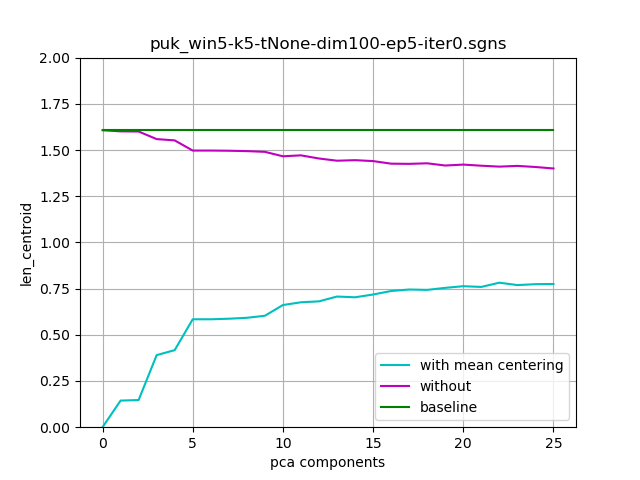 puk_win5-k5-tNone-dim100-ep5-iter0.sgns
len_centroid
2.00
1.75
1.50
1.25
1.00
0.75
0.50
0.25
0.00
with mean centering
without
baseline
0 5 10 15 20 25
pca components